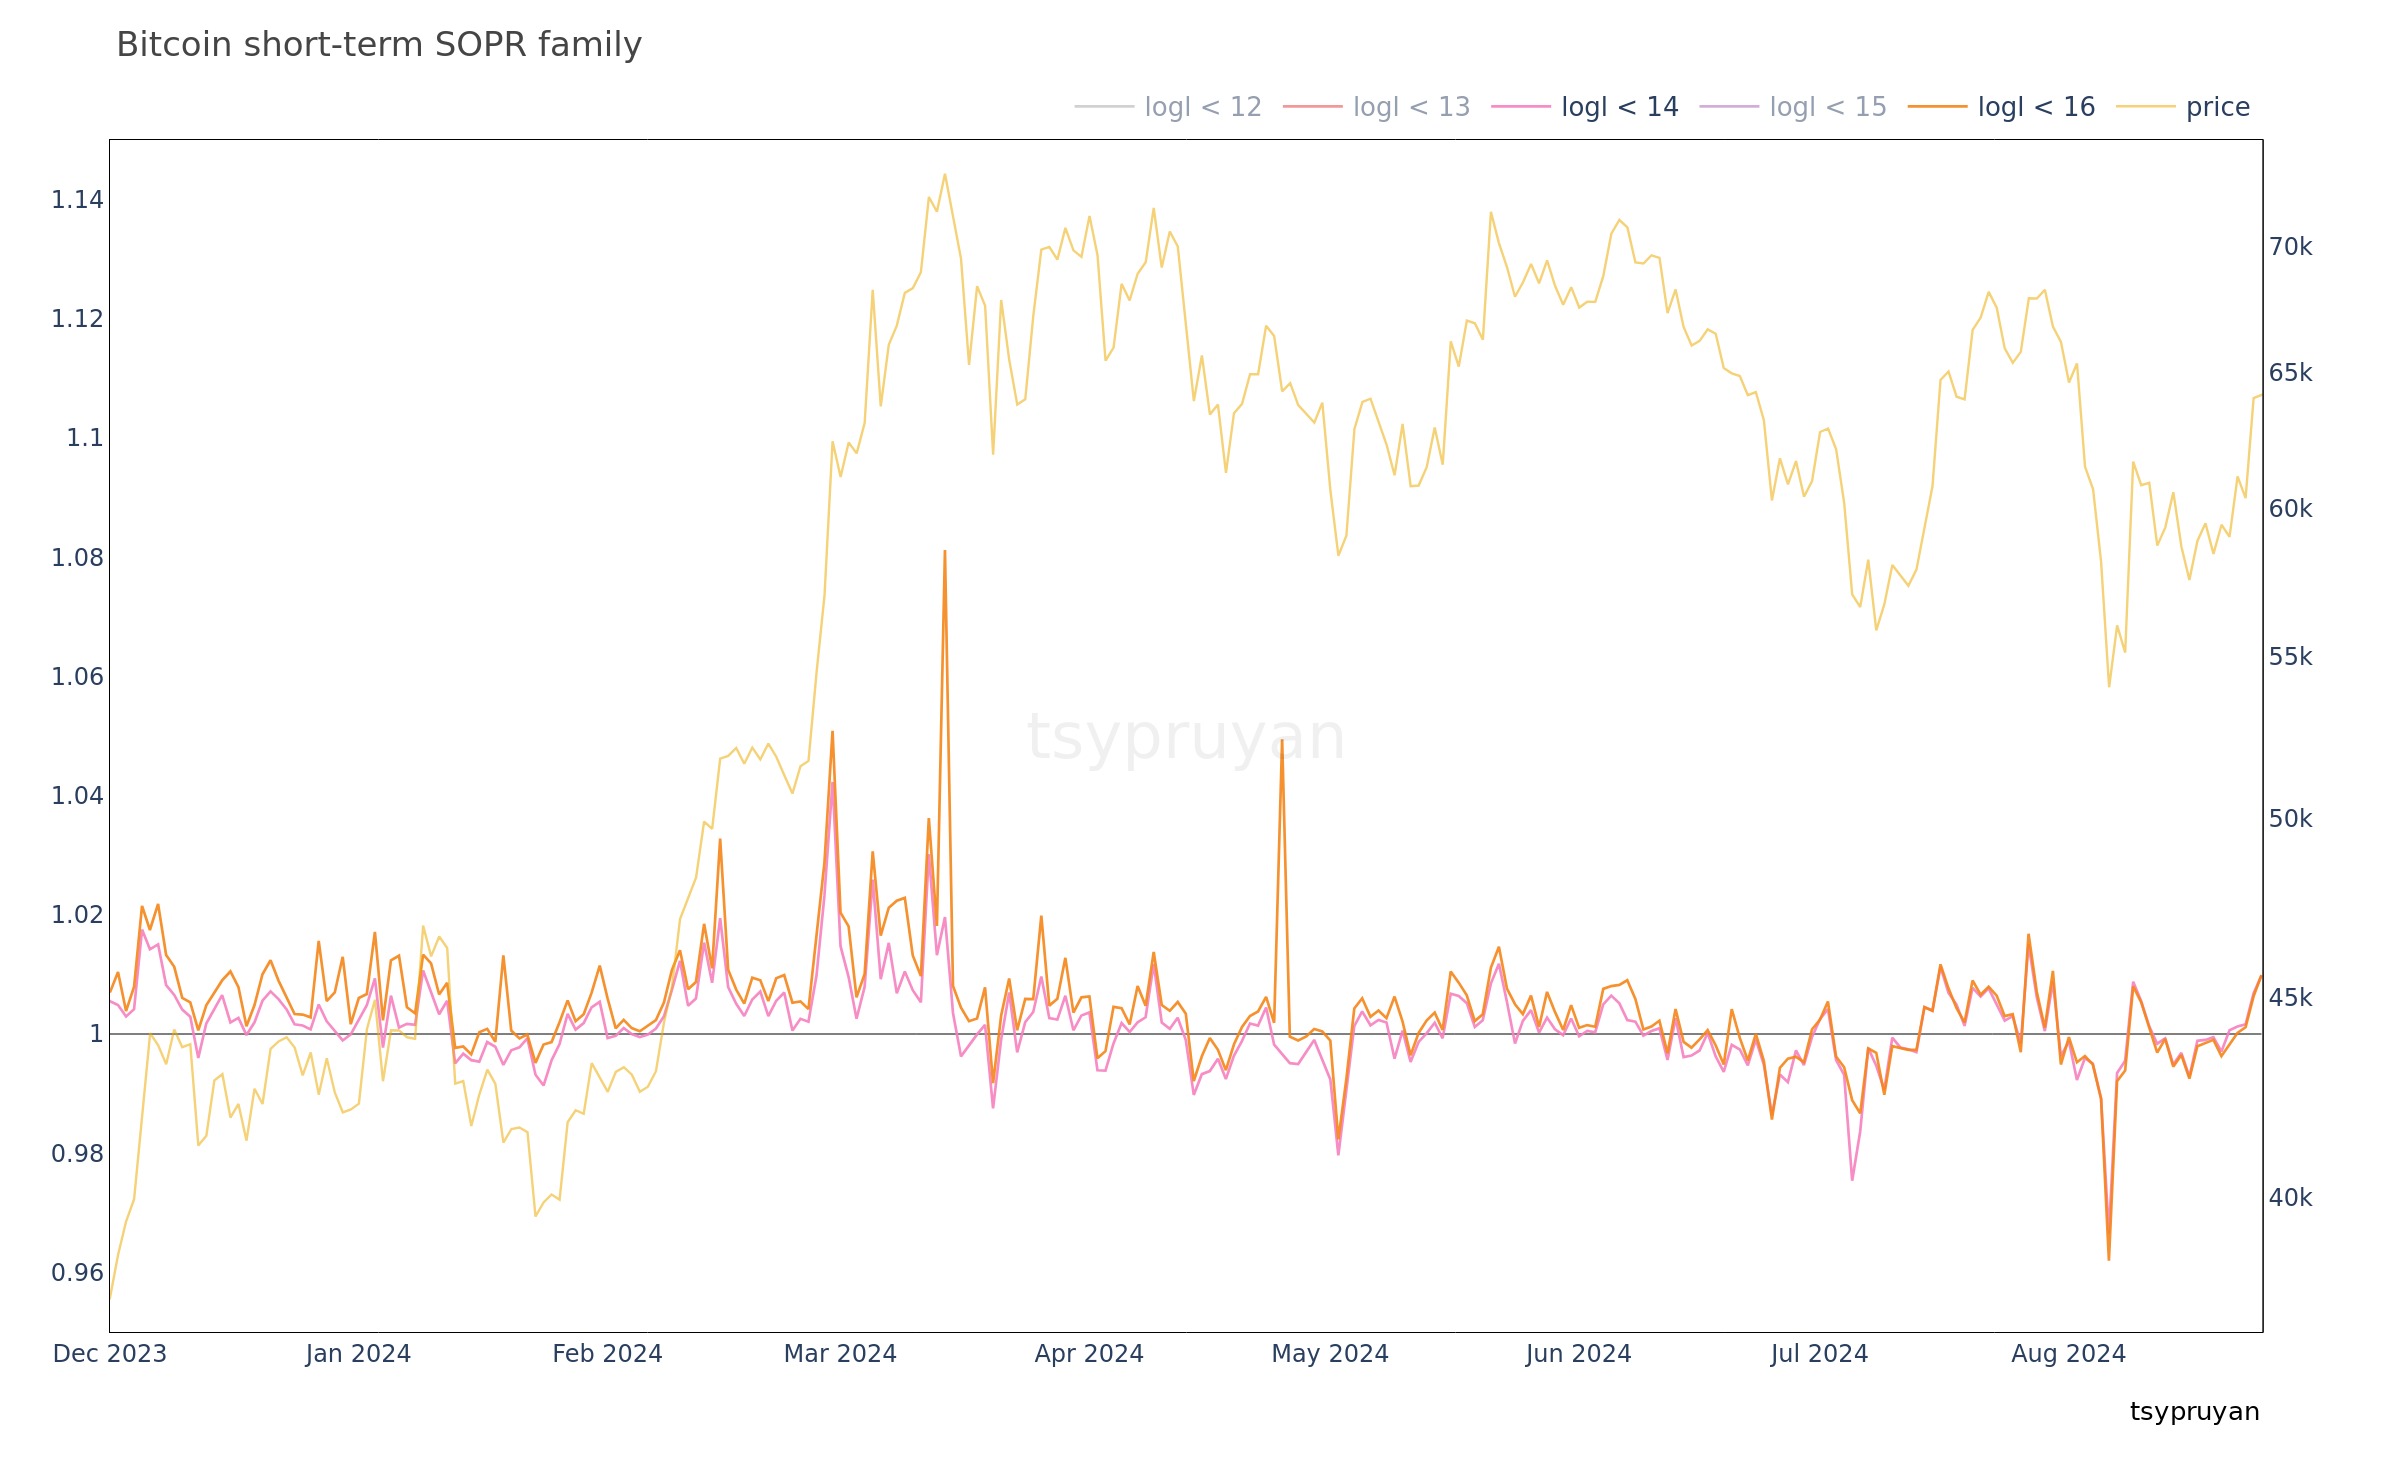 Bitcoin short-term SOPR family
logl < 12 logl < 13 logl < 14 logl < 15 logl < 16 price
1.14
1.12
1.1
1.08
1.06
1.04
1.02
1
0.98
0.96
70k
65k
60k
55k
50k
45k
40k
tsypruyan
Dec 2023 Jan 2024 Feb 2024 Mar 2024 Apr 2024 May 2024 Jun 2024 Jul 2024 Aug 2024
tsypruyan